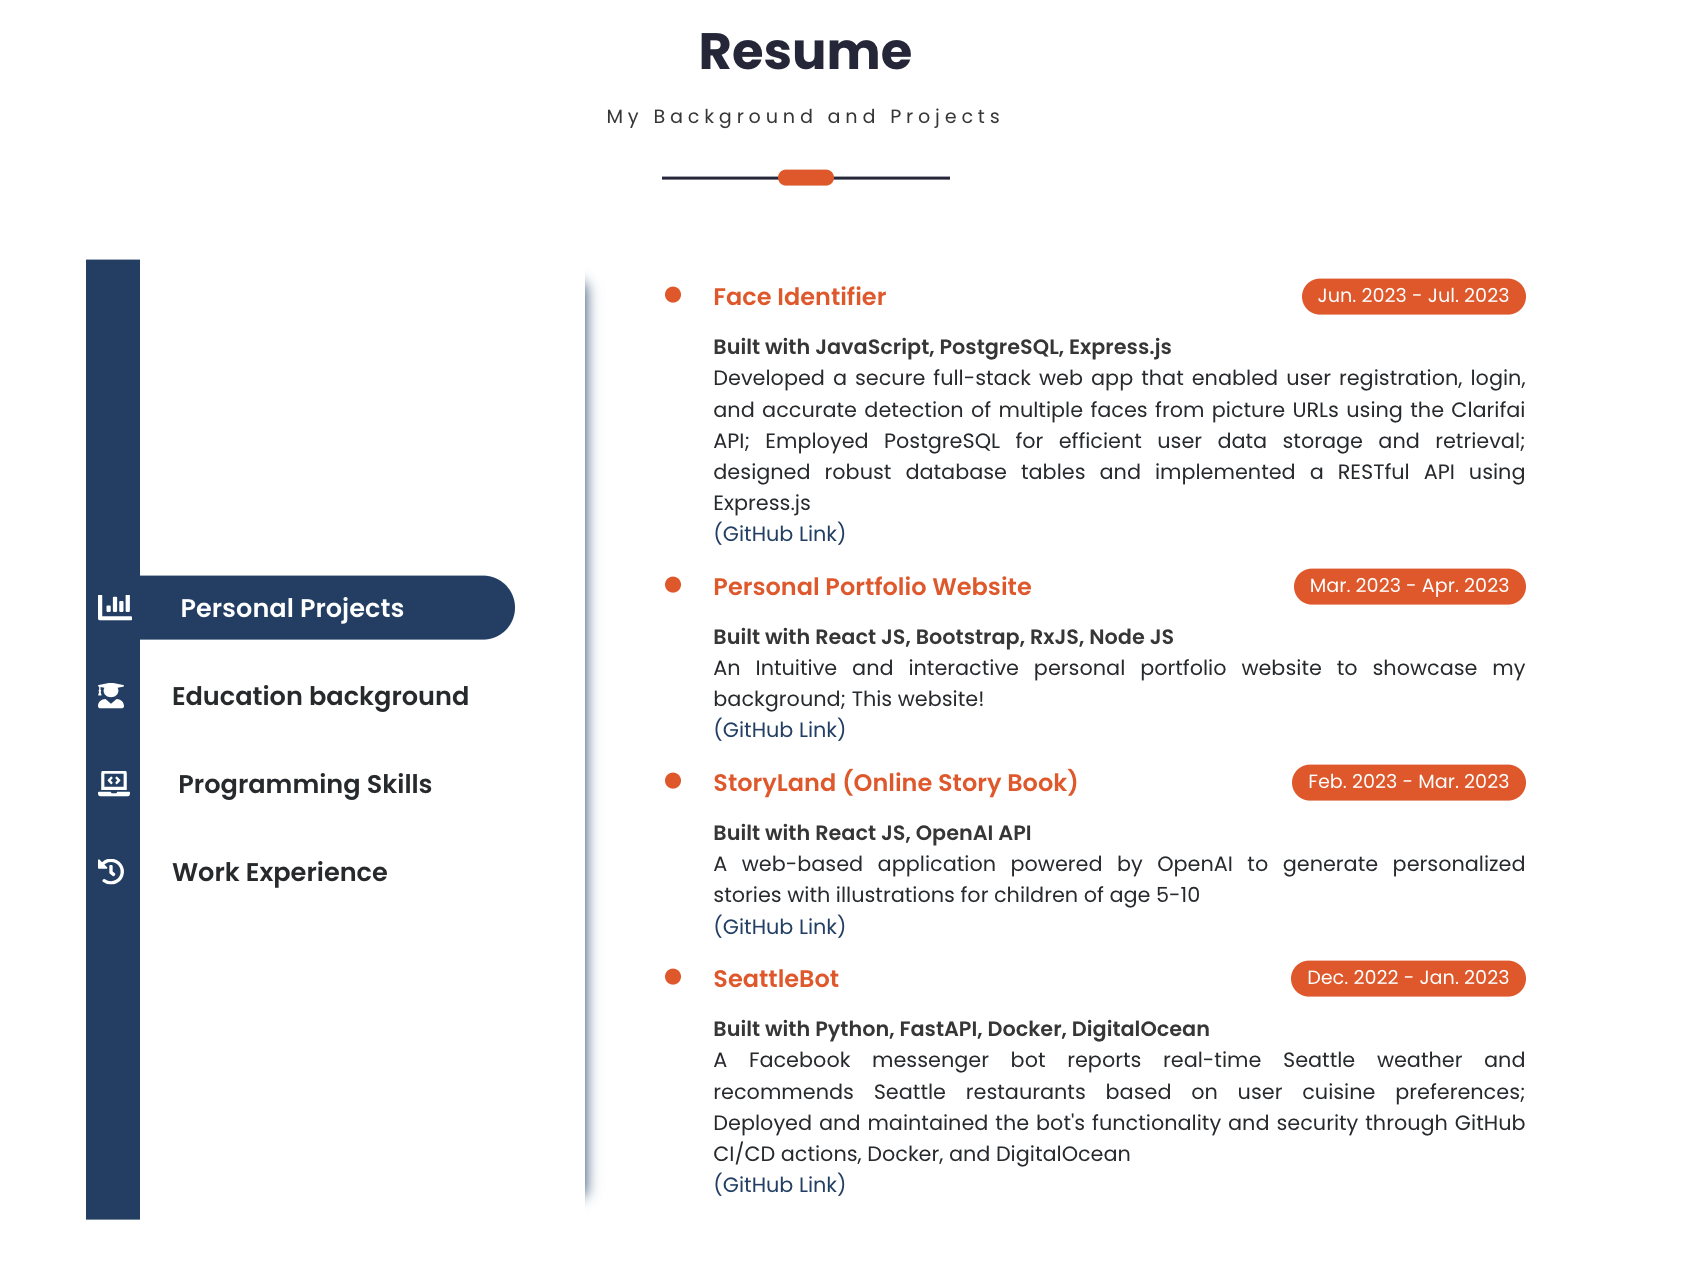 Resume
My Background and Projects
Personal Projects
Education background
Programming Skills
Work Experience
Face Identifier
Jun. 2023 - Jul. 2023
Built with JavaScript, PostgreSQL, Express.js
Developed a secure full-stack web app that enabled user registration, login,
and accurate detection of multiple faces from picture URLs using the Clarifai
API; Employed PostgreSQL for efficient user data storage and retrieval;
designed robust database tables and implemented a RESTful API using
Express.js
(GitHub Link)
Personal Portfolio Website
Mar. 2023 - Apr. 2023
Built with React JS, Bootstrap, RxJS, Node JS
An Intuitive and interactive personal portfolio website to showcase my
background; This website!
(GitHub Link)
StoryLand (Online Story Book)
Feb. 2023 - Mar. 2023
Built with React JS, OpenAI API
A web-based application powered by OpenAI to generate personalized
stories with illustrations for children of age 5-10
(GitHub Link)
SeattleBot
Dec. 2022 - Jan. 2023
Built with Python, FastAPI, Docker, DigitalOcean
A Facebook messenger bot reports real-time Seattle weather and
recommends Seattle restaurants based on user cuisine preferences;
Deployed and maintained the bot's functionality and security through GitHub
CI/CD actions, Docker, and DigitalOcean
(GitHub Link)